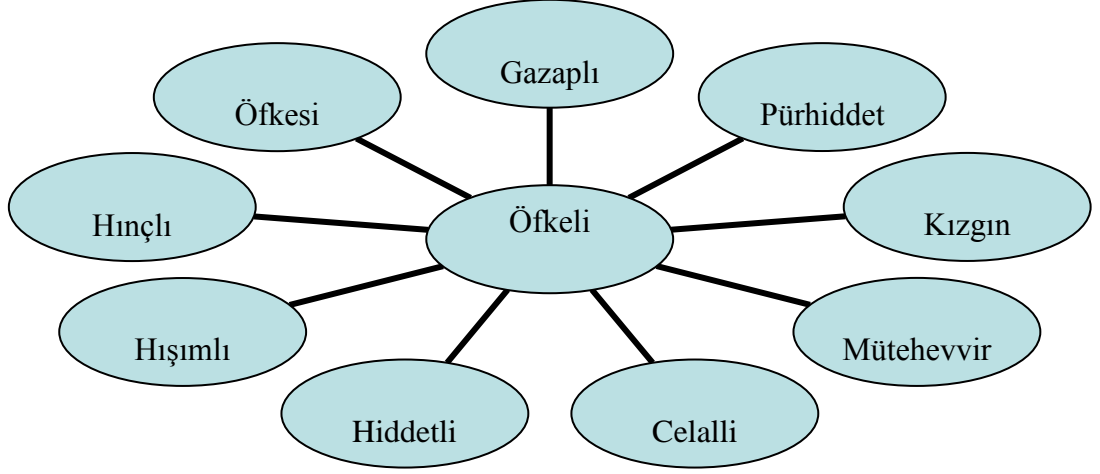 Gazaplı
Öfkesi
Pürhiddet
Hınçlı
Öfkeli
Kızgın
Hışımlı
Mütehevvir
Hiddetli
Celalli